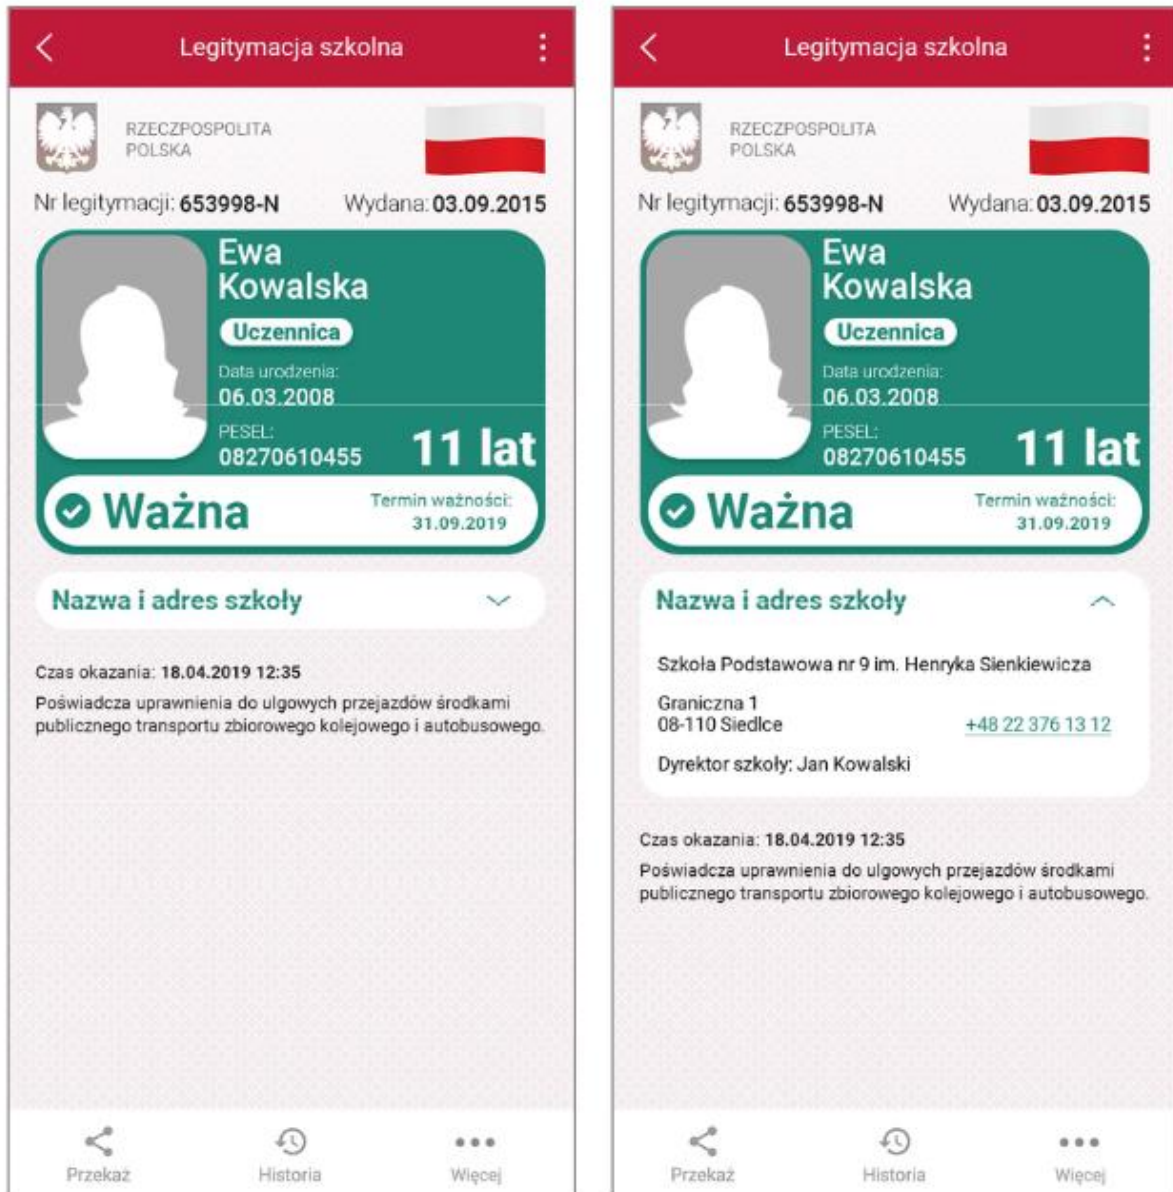 Legitymacja szkolna
RZECZPOSPOLITA
POLSKA
Nr legitymacji: 653998-N Wydana: 03.09.2015
Ewa
Kowalska
Uczennica
Data urodzenia:
06.03.2008
PESEL:
08270610455 11 lat
Ważna
Termin ważności:
31.09.2019
Nazwa i adres szkoły
Czas okazania: 18.04.2019 12:35
Poświadcza uprawnienia do ulgowych przejazdów środkami
publicznego transportu zbiorowego kolejowego i autobusowego.
Przekaż Historia Więcej
Legitymacja szkolna
RZECZPOSPOLITA
POLSKA
Nr legitymacji: 653998-N Wydana: 03.09.2015
Ewa
Kowalska
Uczennica
Data urodzenia:
06.03.2008
PESEL:
08270610455 11 lat
Ważna
Termin ważności:
31.09.2019
Nazwa i adres szkoły
Szkoła Podstawowa nr 9 im. Henryka Sienkiewicza
Graniczna 1
08-110 Siedlce +48 22 376 13 12
Dyrektor szkoły: Jan Kowalski
Czas okazania: 18.04.2019 12:35
Poświadcza uprawnienia do ulgowych przejazdów środkami
publicznego transportu zbiorowego kolejowego i autobusowego.
Przekaż Historia Więcej